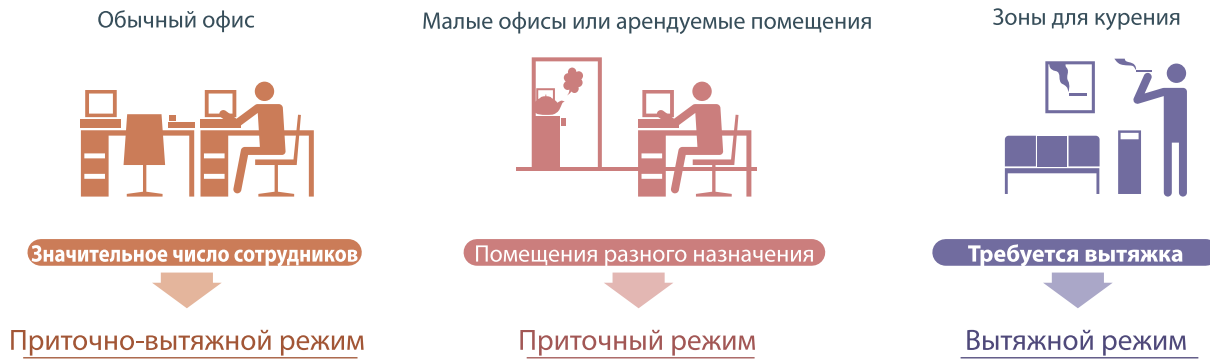 Обычный офис
Малые офисы или арендуемые помещения
Зоны для курения
Значительное число сотрудников
Помещения разного назначения
Требуется вытяжка
Приточно-вытяжной режим
Приточный режим
Вытяжной режим